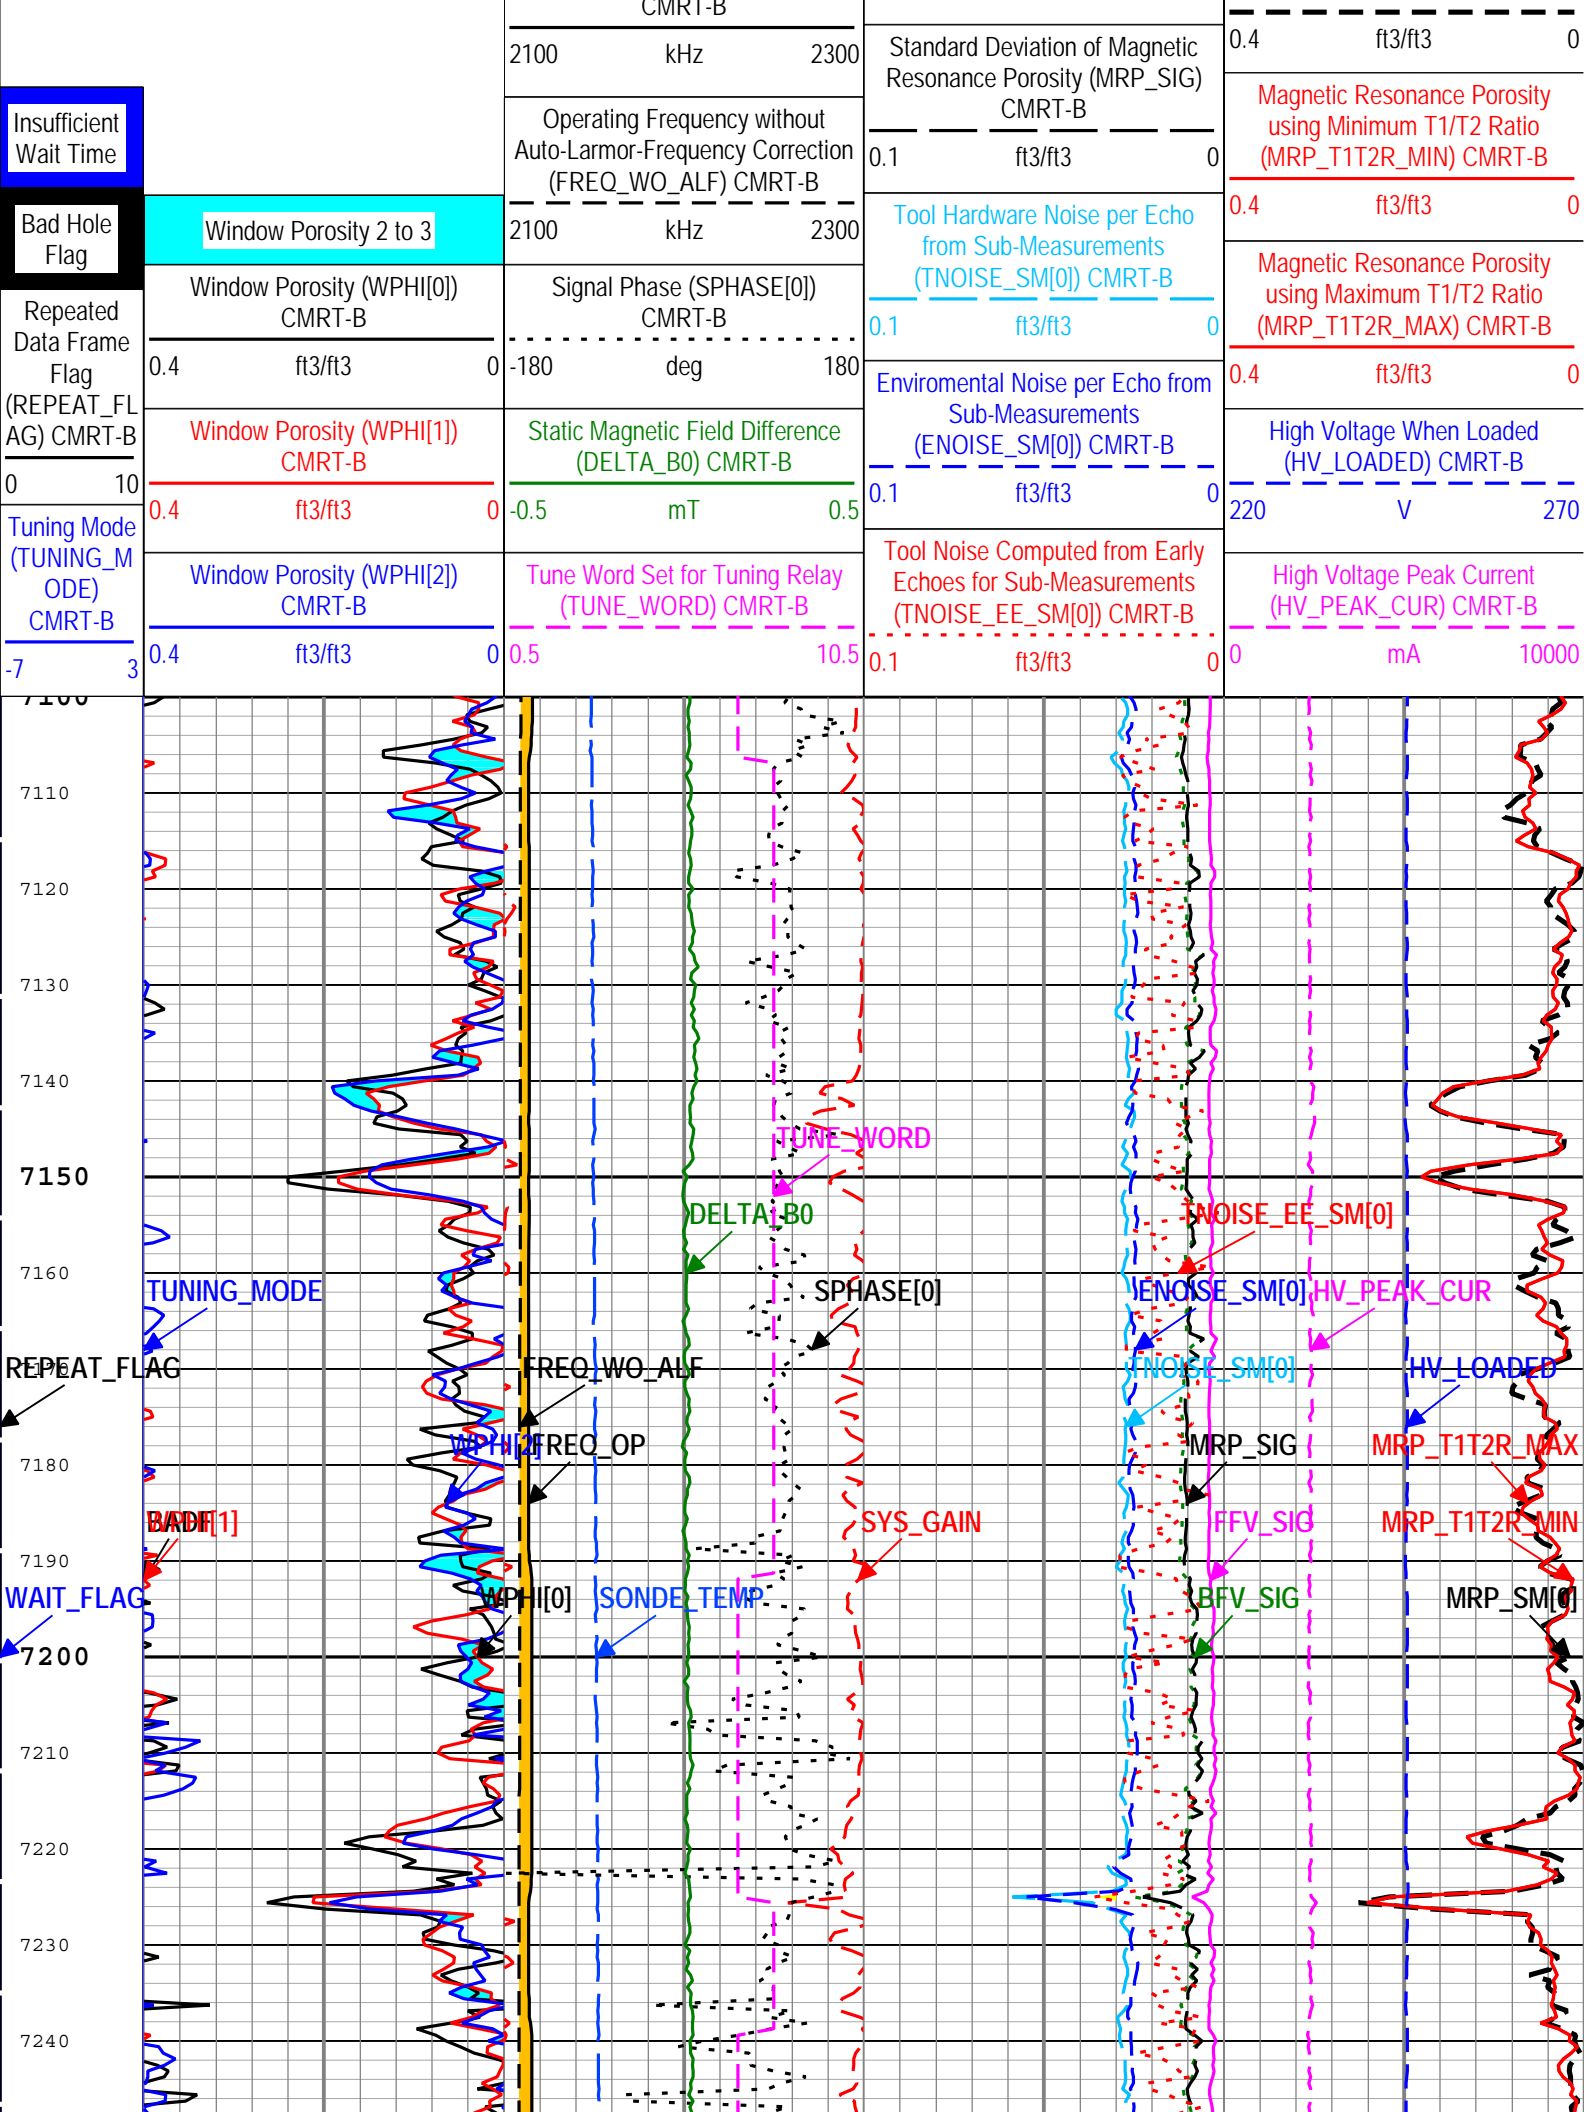 Insufficient
Wait Time
Bad Hole
Flag
Repeated
Data Frame
Flag
(REPEAT_FL
AG) CMRT-B
0 10
Tuning Mode
(TUNING_M
ODE)
CMRT-B
-7 3
Window Porosity 2 to 3
Window Porosity (WPHI[0])
CMRT-B
0.4 ft3/ft3 0
Window Porosity (WPHI[1])
CMRT-B
0.4 ft3/ft3 0
Window Porosity (WPHI[2])
CMRT-B
0.4 ft3/ft3 0
CMRT-B
2100 kHz 2300
Operating Frequency without
Auto-Larmor-Frequency Correction
(FREQ_WO_ALF) CMRT-B
2100 kHz 2300
Signal Phase (SPHASE[0])
CMRT-B
-180 deg 180
Static Magnetic Field Difference
(DELTA_B0) CMRT-B
-0.5 mT 0.5
Tune Word Set for Tuning Relay
(TUNE_WORD) CMRT-B
0.5 10.5
Standard Deviation of Magnetic
Resonance Porosity (MRP_SIG)
CMRT-B
0.1 ft3/ft3 0
Tool Hardware Noise per Echo
from Sub-Measurements
(TNOISE_SM[0]) CMRT-B
0.1 ft3/ft3 0
Enviromental Noise per Echo from
Sub-Measurements
(ENOISE_SM[0]) CMRT-B
0.1 ft3/ft3 0
Tool Noise Computed from Early
Echoes for Sub-Measurements
(TNOISE_EE_SM[0]) CMRT-B
0.1 ft3/ft3 0
0.4 ft3/ft3 0
Magnetic Resonance Porosity
using Minimum T1/T2 Ratio
(MRP_T1T2R_MIN) CMRT-B
0.4 ft3/ft3 0
Magnetic Resonance Porosity
using Maximum T1/T2 Ratio
(MRP_T1T2R_MAX) CMRT-B
0.4 ft3/ft3 0
High Voltage When Loaded
(HV_LOADED) CMRT-B
220 V 270
High Voltage Peak Current
(HV_PEAK_CUR) CMRT-B
0 mA 10000
7100
7110
7120
7130
7140
TUNE_WORD
7150
DELTA_B0 TNOISE_EE_SM[0]
7160
TUNING_MODE SPHASE[0] ENOISE_SM[0] HV_PEAK_CUR
7170
REPEAT_FLAG FREQ_WO_ALF TNOISE_SM[0] HV_LOADED
WPHI[2] FREQ_OP MRP_SIG MRP_T1T2R_MAX
7180
WPHI[1] SYS_GAIN FFV_SIG MRP_T1T2R_MIN
7190
WAIT_FLAG WPHI[0] SONDE_TEMP BFV_SIG MRP_SM[0]
7200
7210
7220
7230
7240